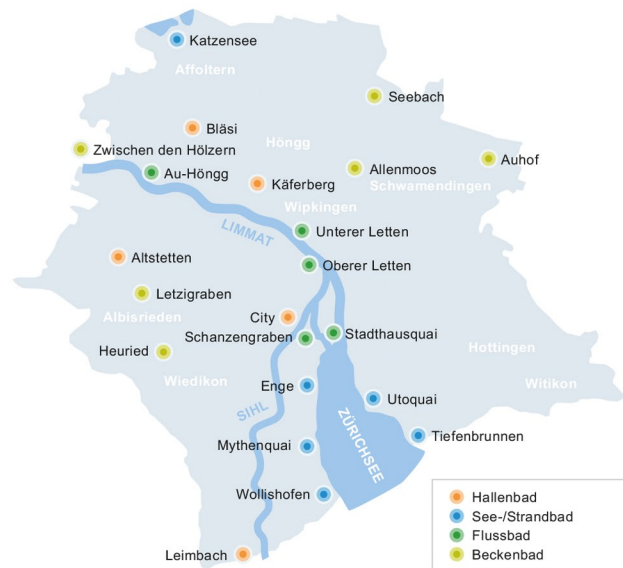 Katzensee
Affoltern
Seebach
Bläsi
Höngg
Zwischen den Hölzern
Auhof
Au-Höngg
Allenmoos
Käferberg
Schwamendingen
Wipkingen
LIMMAT
Unterer Letten
Altstetten
Oberer Letten
Letzigraben
Albisrieden
City
Schanzengraben
Stadthausquai
Heuried
Hottingen
Wiedikon
Enge
Witikon
Utoquai
SIHL
ZÜRICHSEE
Tiefenbrunnen
Mythenquai
Wollishofen
Leimbach
Hallenbad
See-/Strandbad
Flussbad
Beckenbad